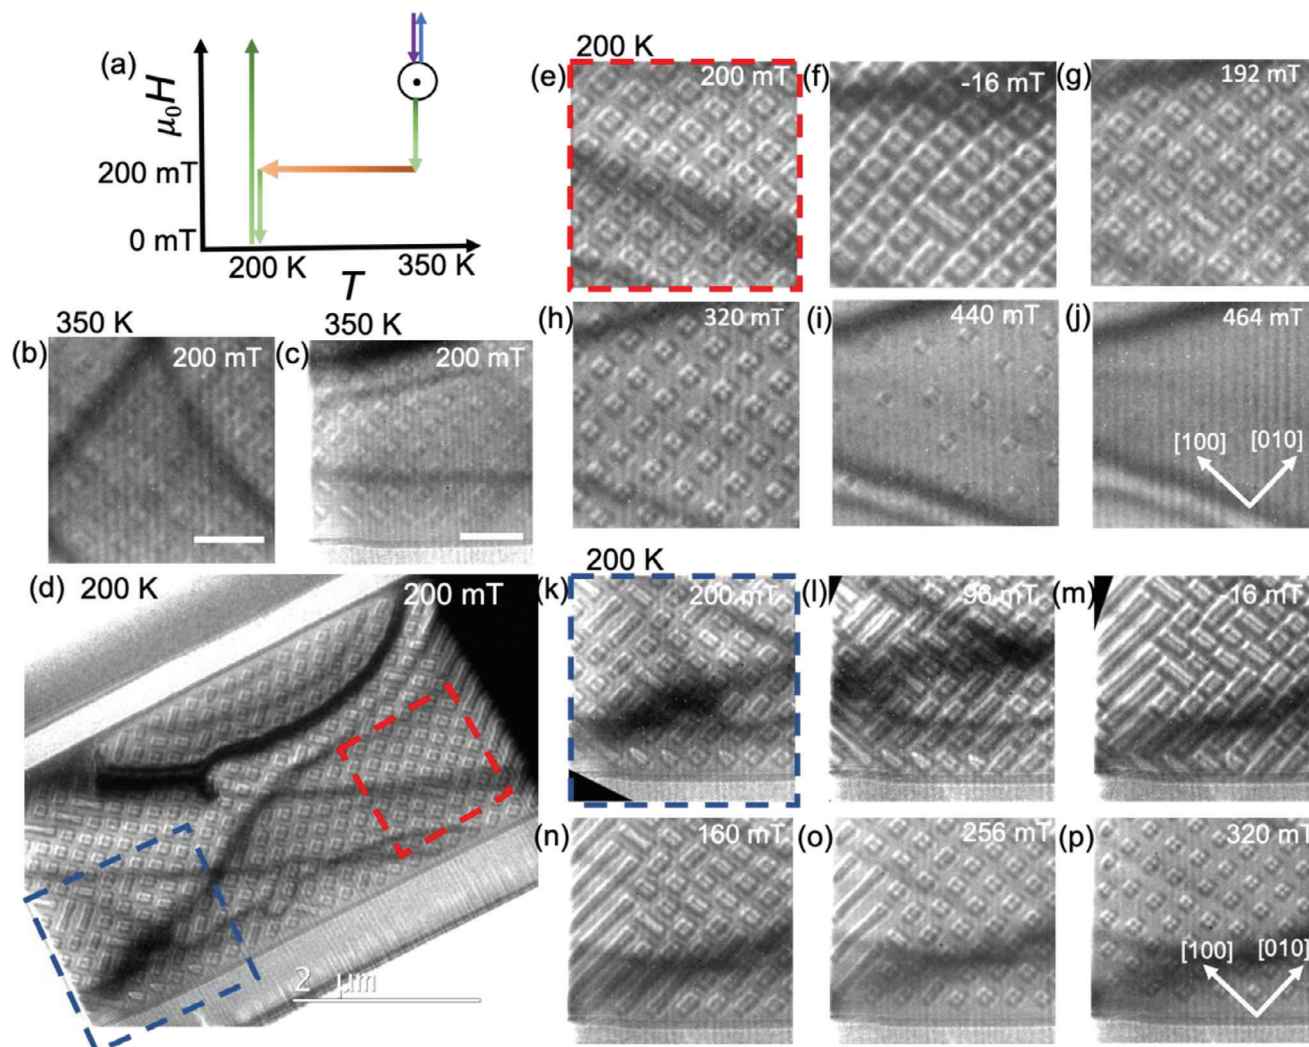 (a)
μ₀H
200 mT
0 mT
200 K
350 K
T
350 K
(b)
200 mT
350 K
(c)
200 mT
(d) 200 K
200 mT
2 μm
200 K
(e)
200 mT
(f)
-16 mT
(g)
192 mT
(h)
320 mT
(i)
440 mT
(j)
464 mT
[100]
[010]
200 K
(k)
200 mT
(l)
96 mT
(m)
-16 mT
(n)
160 mT
(o)
256 mT
(p)
320 mT
[100]
[010]